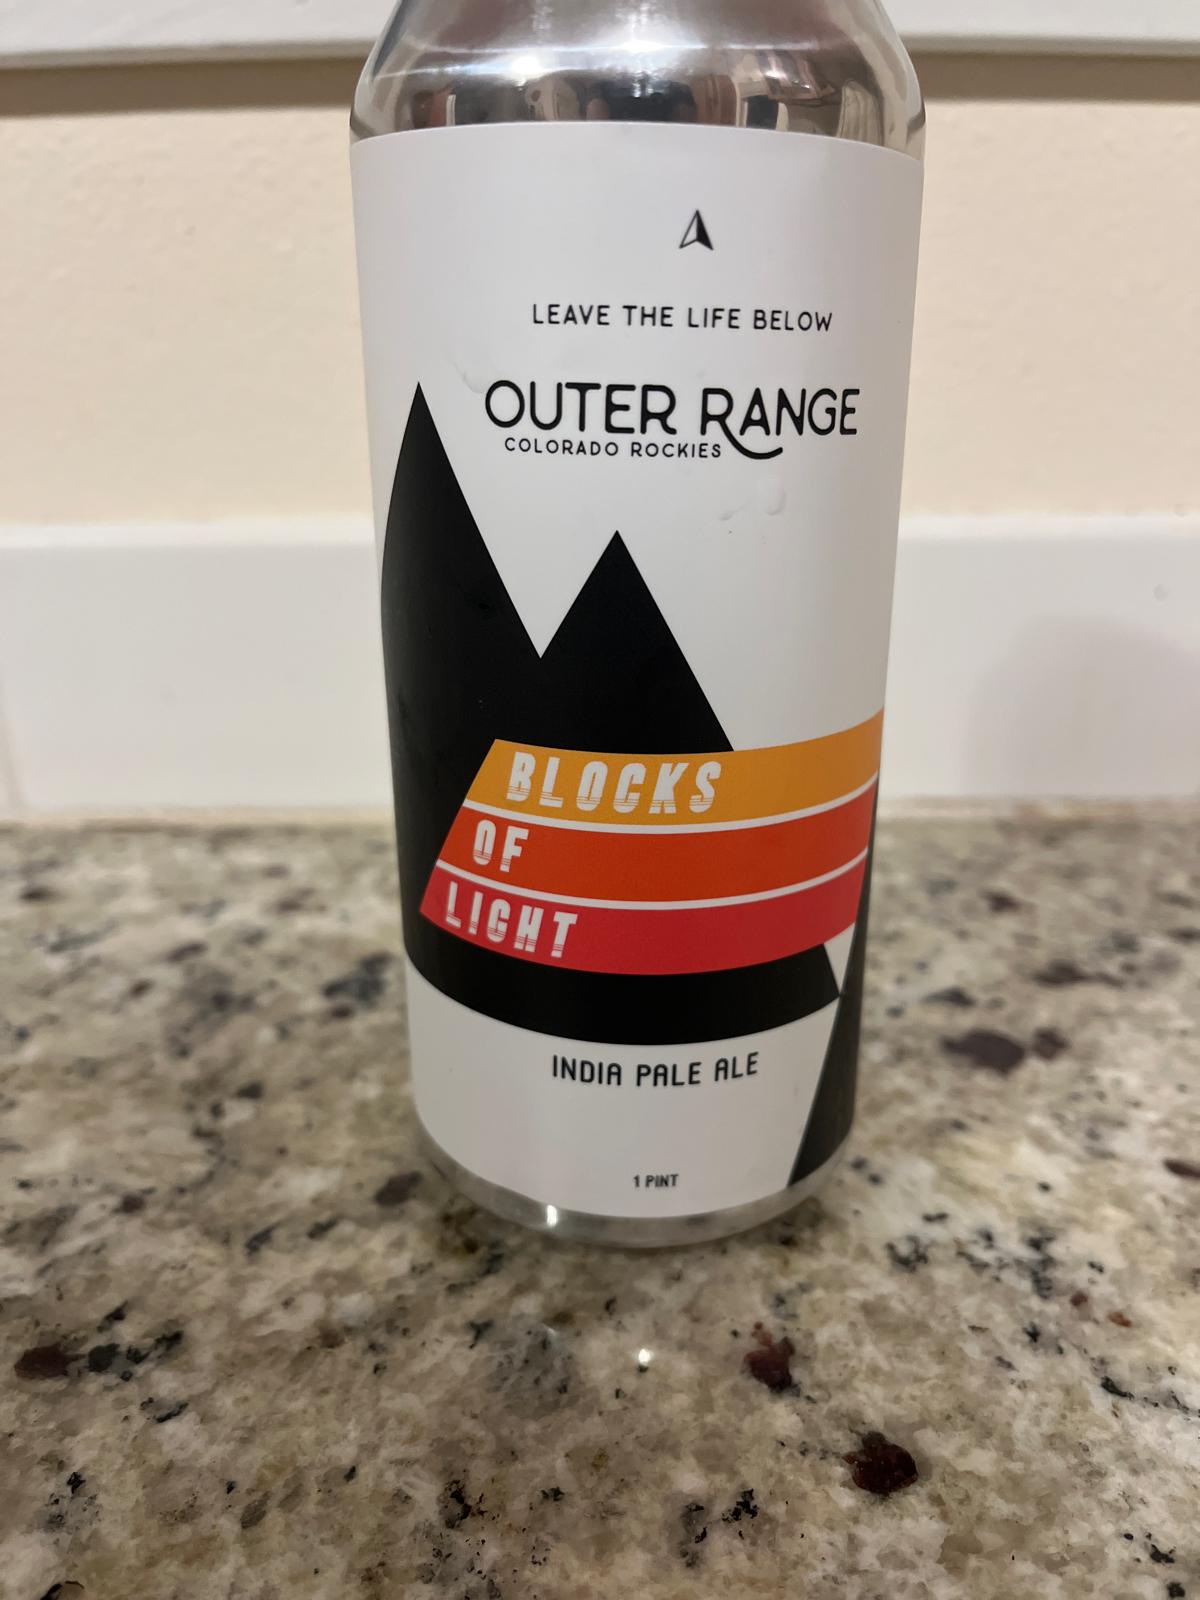 LEAVE THE LIFE BELOW
OUTER RANGE
COLORADO ROCKIES
BLOCKS
OF
LIGHT
INDIA PALE ALE
1 PINT